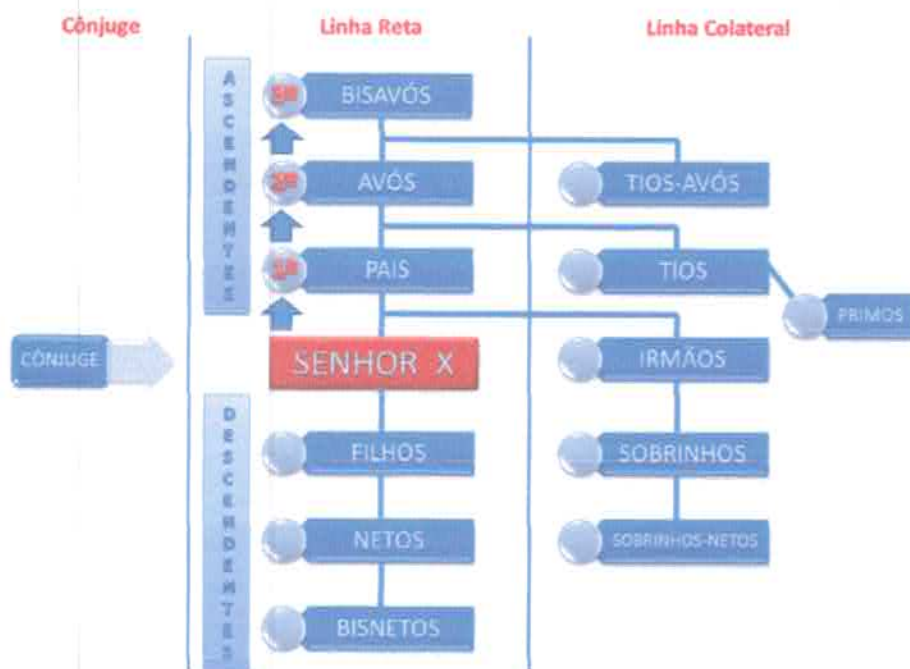 Cônjuge
Linha Reta
Linha Colateral
ASCENDENTES
3º
BISAVÓS
2º
AVÓS
TIOS-AVÓS
1º
PAIS
TIOS
PRIMOS
CÔNJUGE
SENHOR X
IRMÃOS
DESCENDENTES
FILHOS
SOBRINHOS
NETOS
SOBRINHOS-NETOS
BISNETOS